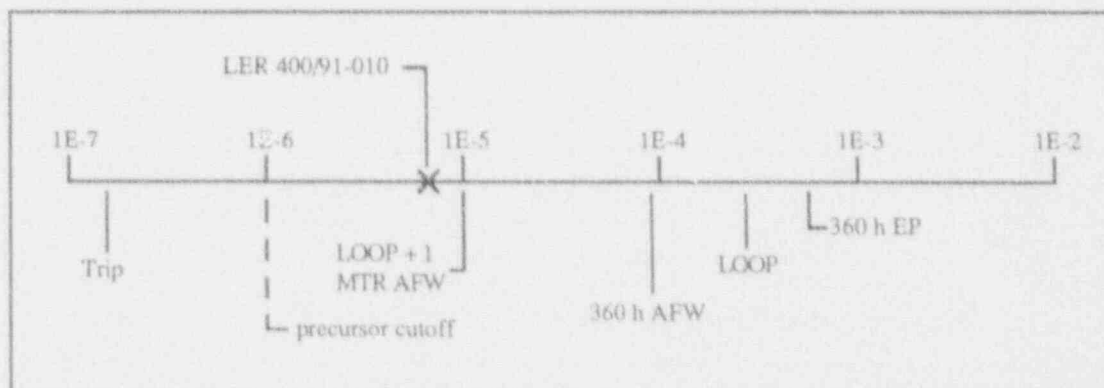 LER 400/91-010
1E-7 1E-6 1E-5 1E-4 1E-3 1E-2
Trip
LOOP + 1
MTR AFW
precursor cutoff
360 h AFW
LOOP
360 h EP